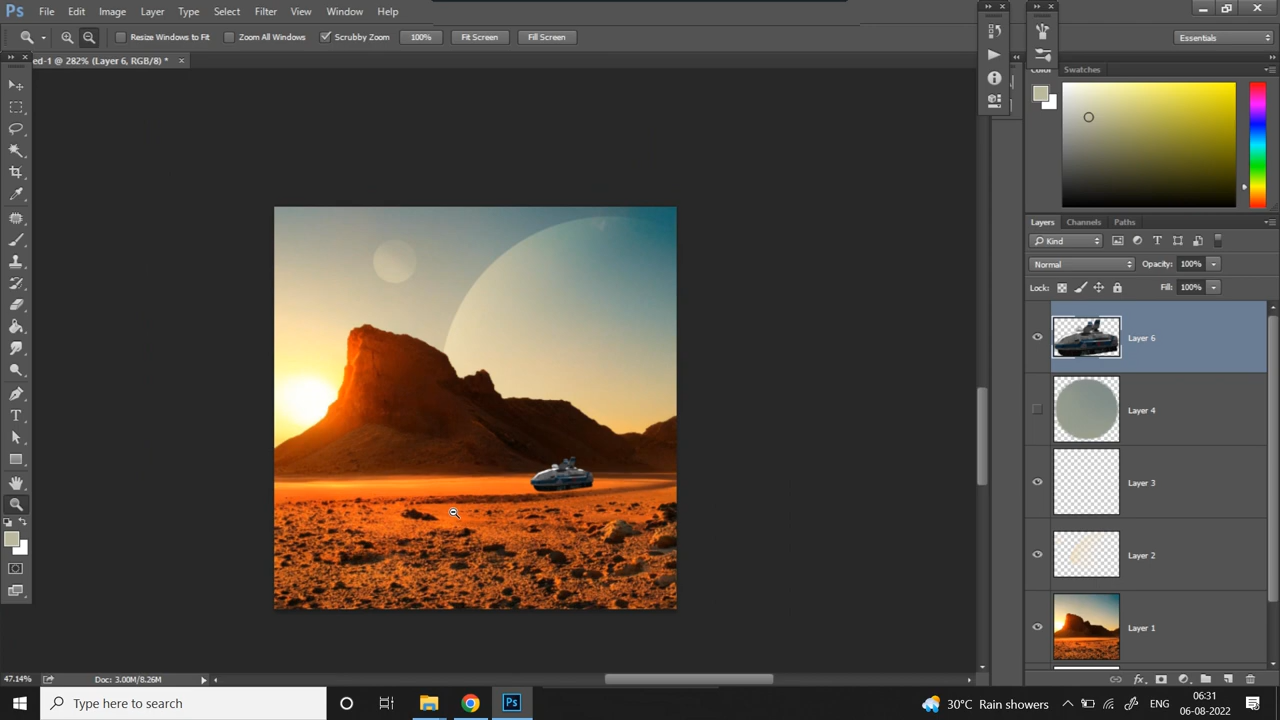 Ps File Edit Image Layer Type Select Filter View Window Help
Resize Windows to Fit Zoom All Windows Scrubby Zoom 100% Fit Screen Fill Screen Essentials
ed-1 @ 282% (Layer 6, RGB/8) *
Color Swatches
Layers Channels Paths
Kind
Normal Opacity: 100%
Lock: Fill: 100%
Layer 6
Layer 4
Layer 3
Layer 2
Layer 1
47.14% Doc: 3.00M/8.26M
Type here to search
Ps
30°C Rain showers
ENG
06:31
06-08-2022